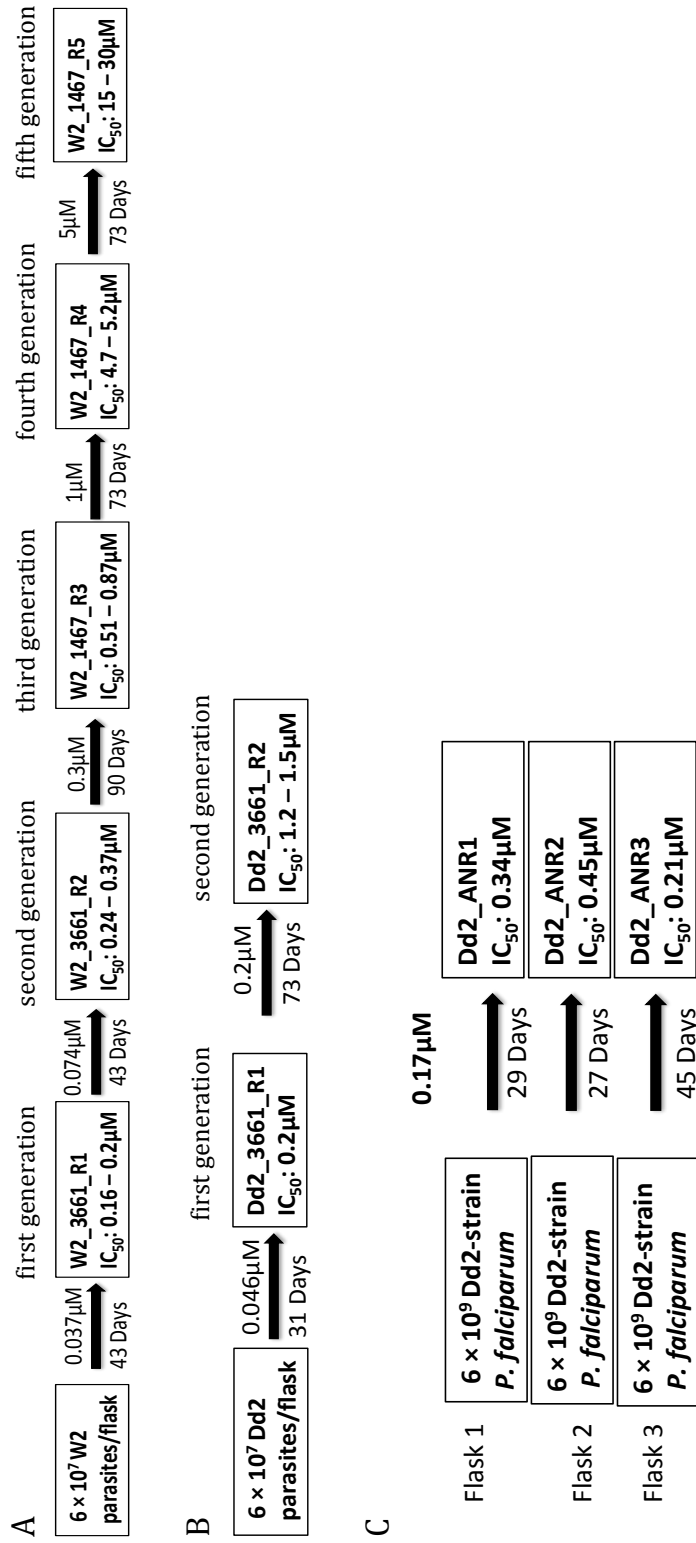 A
first generation
second generation
third generation
fourth generation
fifth generation
6 × 10⁷ W2
parasites/flask
0.037μM
43 Days
W2_3661_R1
IC₅₀: 0.16 – 0.2μM
0.074μM
43 Days
W2_3661_R2
IC₅₀: 0.24 – 0.37μM
0.3μM
90 Days
W2_1467_R3
IC₅₀: 0.51 – 0.87μM
1μM
73 Days
W2_1467_R4
IC₅₀: 4.7 – 5.2μM
5μM
73 Days
W2_1467_R5
IC₅₀: 15 – 30μM
B
first generation
second generation
6 × 10⁷ Dd2
parasites/flask
0.046μM
31 Days
Dd2_3661_R1
IC₅₀: 0.2μM
0.2μM
73 Days
Dd2_3661_R2
IC₅₀: 1.2 – 1.5μM
C
0.17μM
Flask 1
6 × 10⁹ Dd2-strain
P. falciparum
29 Days
Dd2_ANR1
IC₅₀: 0.34μM
Flask 2
6 × 10⁹ Dd2-strain
P. falciparum
27 Days
Dd2_ANR2
IC₅₀: 0.45μM
Flask 3
6 × 10⁹ Dd2-strain
P. falciparum
45 Days
Dd2_ANR3
IC₅₀: 0.21μM